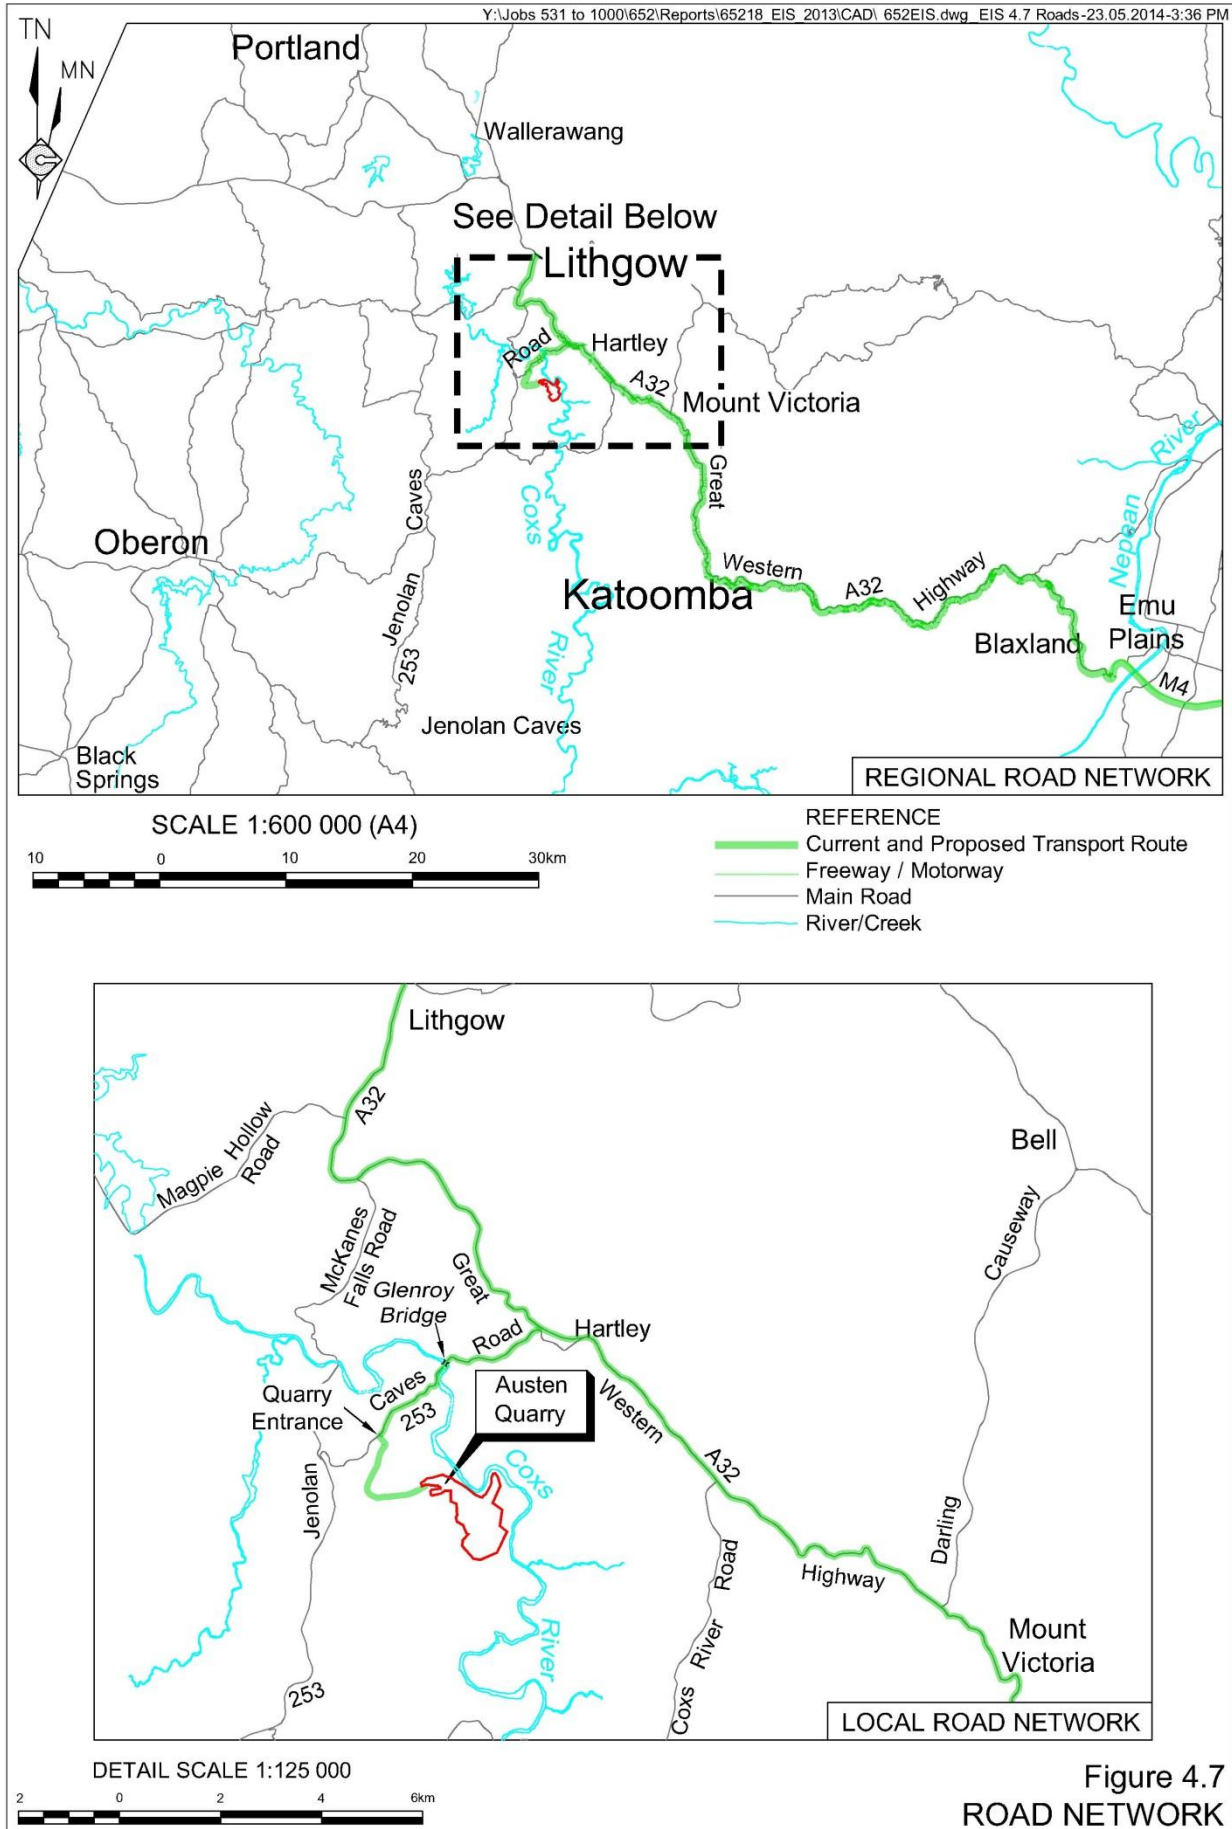 Y:\Jobs 531 to 1000\652\Reports\65218_EIS_2013\CAD\ 652EIS.dwg_EIS 4.7 Roads-23.05.2014-3:36 PM
TN
MN
Portland
Wallerawang
See Detail Below
Lithgow
Road
Hartley
A32
Mount Victoria
Great
Caves
Coxs
River
Nepean
Oberon
Western
Highway
Katoomba
A32
Emu
Plains
Jenolan
River
Blaxland
253
M4
Jenolan Caves
Black
Springs
REGIONAL ROAD NETWORK
SCALE 1:600 000 (A4)
10 0 10 20 30km
REFERENCE
Current and Proposed Transport Route
Freeway / Motorway
Main Road
River/Creek
Lithgow
A32
Magpie Hollow
Road
Bell
McKanes
Falls Road
Causeway
Glenroy
Bridge
Great
Road
Hartley
Caves
253
Austen
Quarry
Quarry
Entrance
Western
A32
Coxs
Jenolan
Darling
Highway
Road
River
Coxs
River
Mount
Victoria
253
LOCAL ROAD NETWORK
DETAIL SCALE 1:125 000
2 0 2 4 6km
Figure 4.7
ROAD NETWORK